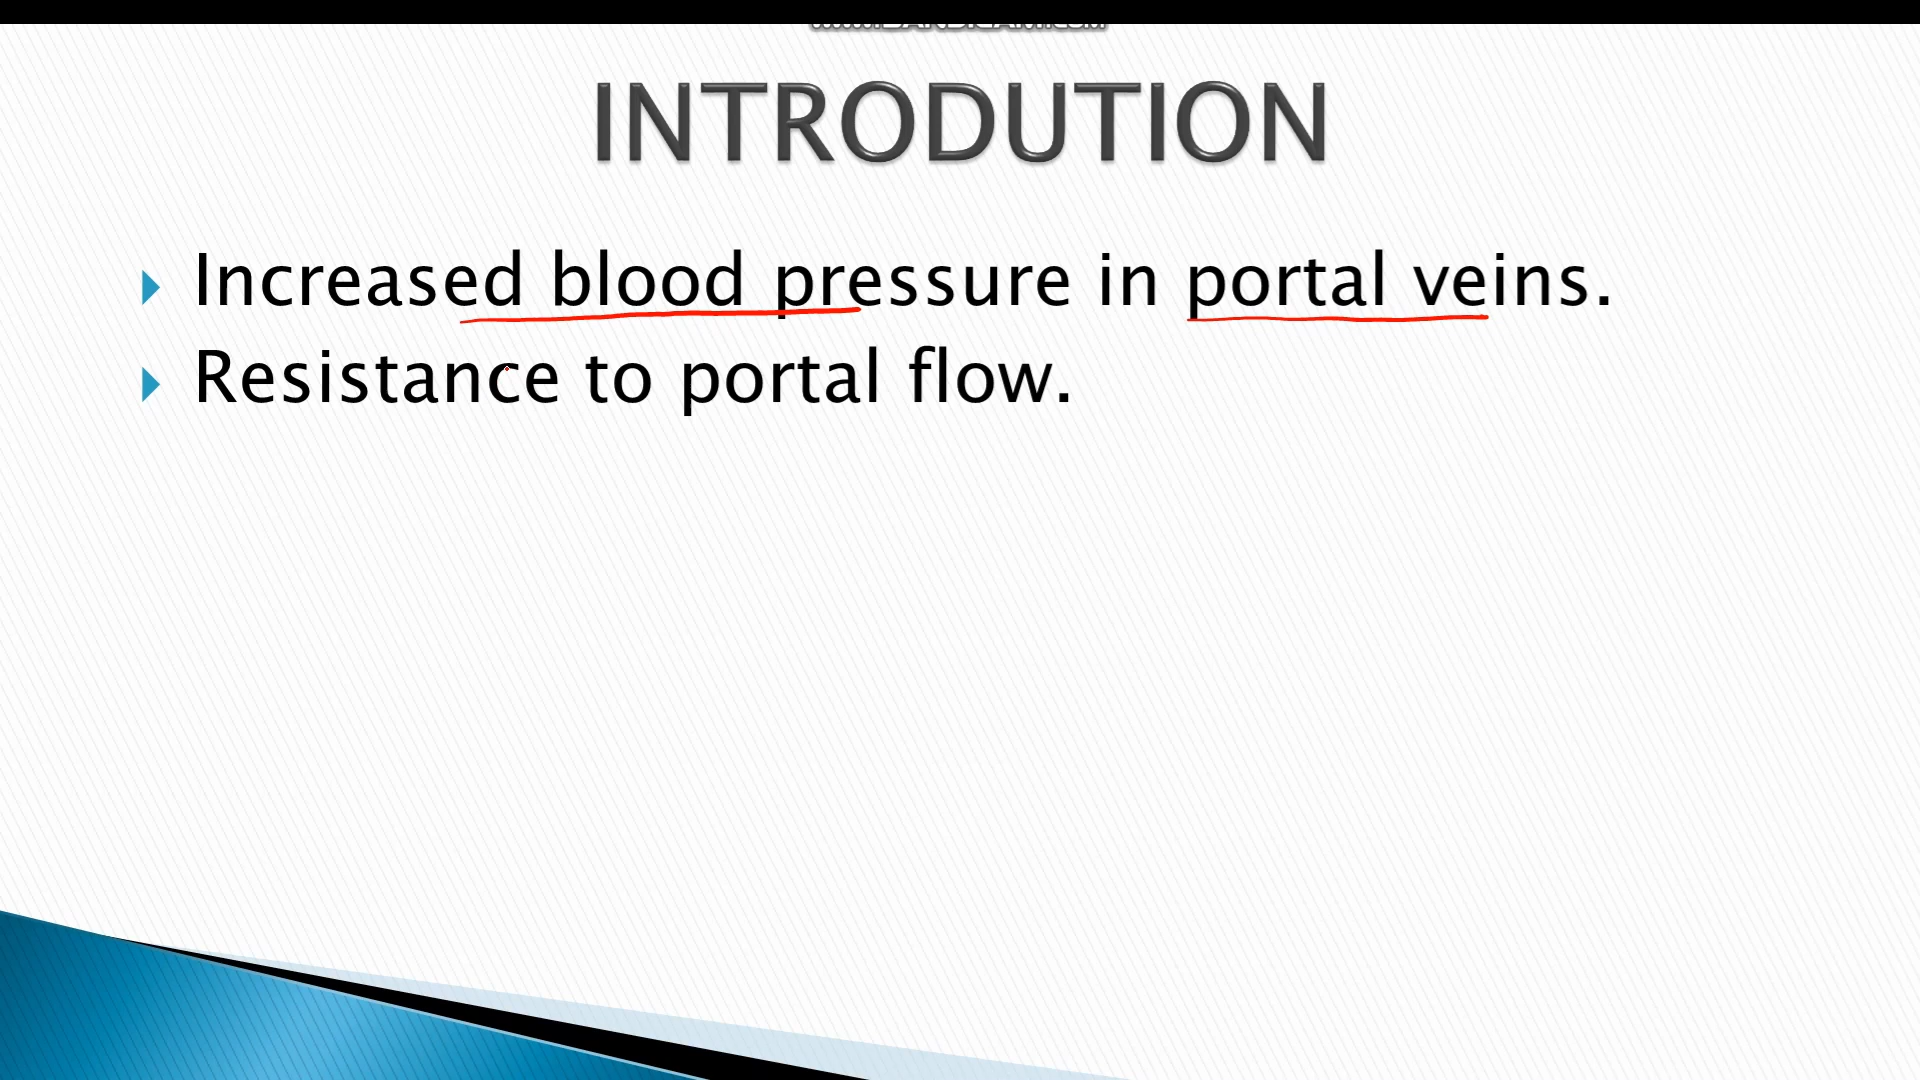 INTRODUTION
Increased blood pressure in portal veins.
Resistance to portal flow.